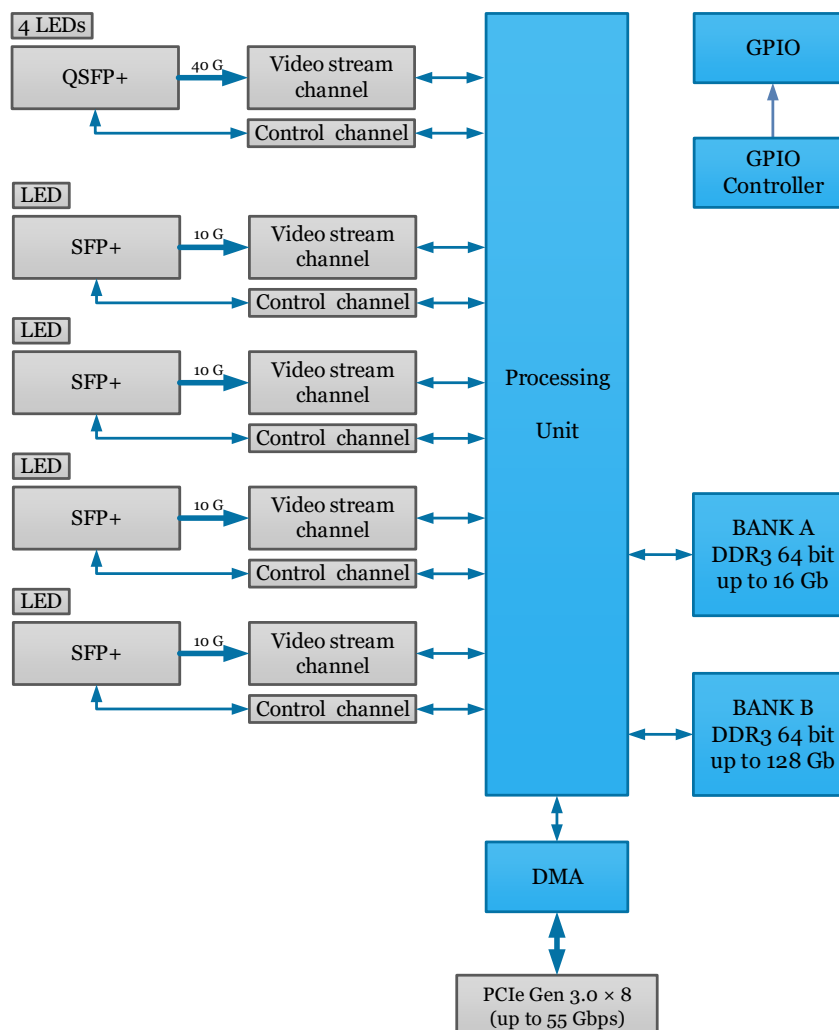 4 LEDs
QSFP+
40 G
Video stream
channel
Control channel
GPIO
GPIO
Controller
LED
SFP+
10 G
Video stream
channel
Control channel
LED
SFP+
10 G
Video stream
channel
Control channel
Processing
Unit
LED
SFP+
10 G
Video stream
channel
Control channel
BANK A
DDR3 64 bit
up to 16 Gb
LED
SFP+
10 G
Video stream
channel
Control channel
BANK B
DDR3 64 bit
up to 128 Gb
DMA
PCIe Gen 3.0 × 8
(up to 55 Gbps)